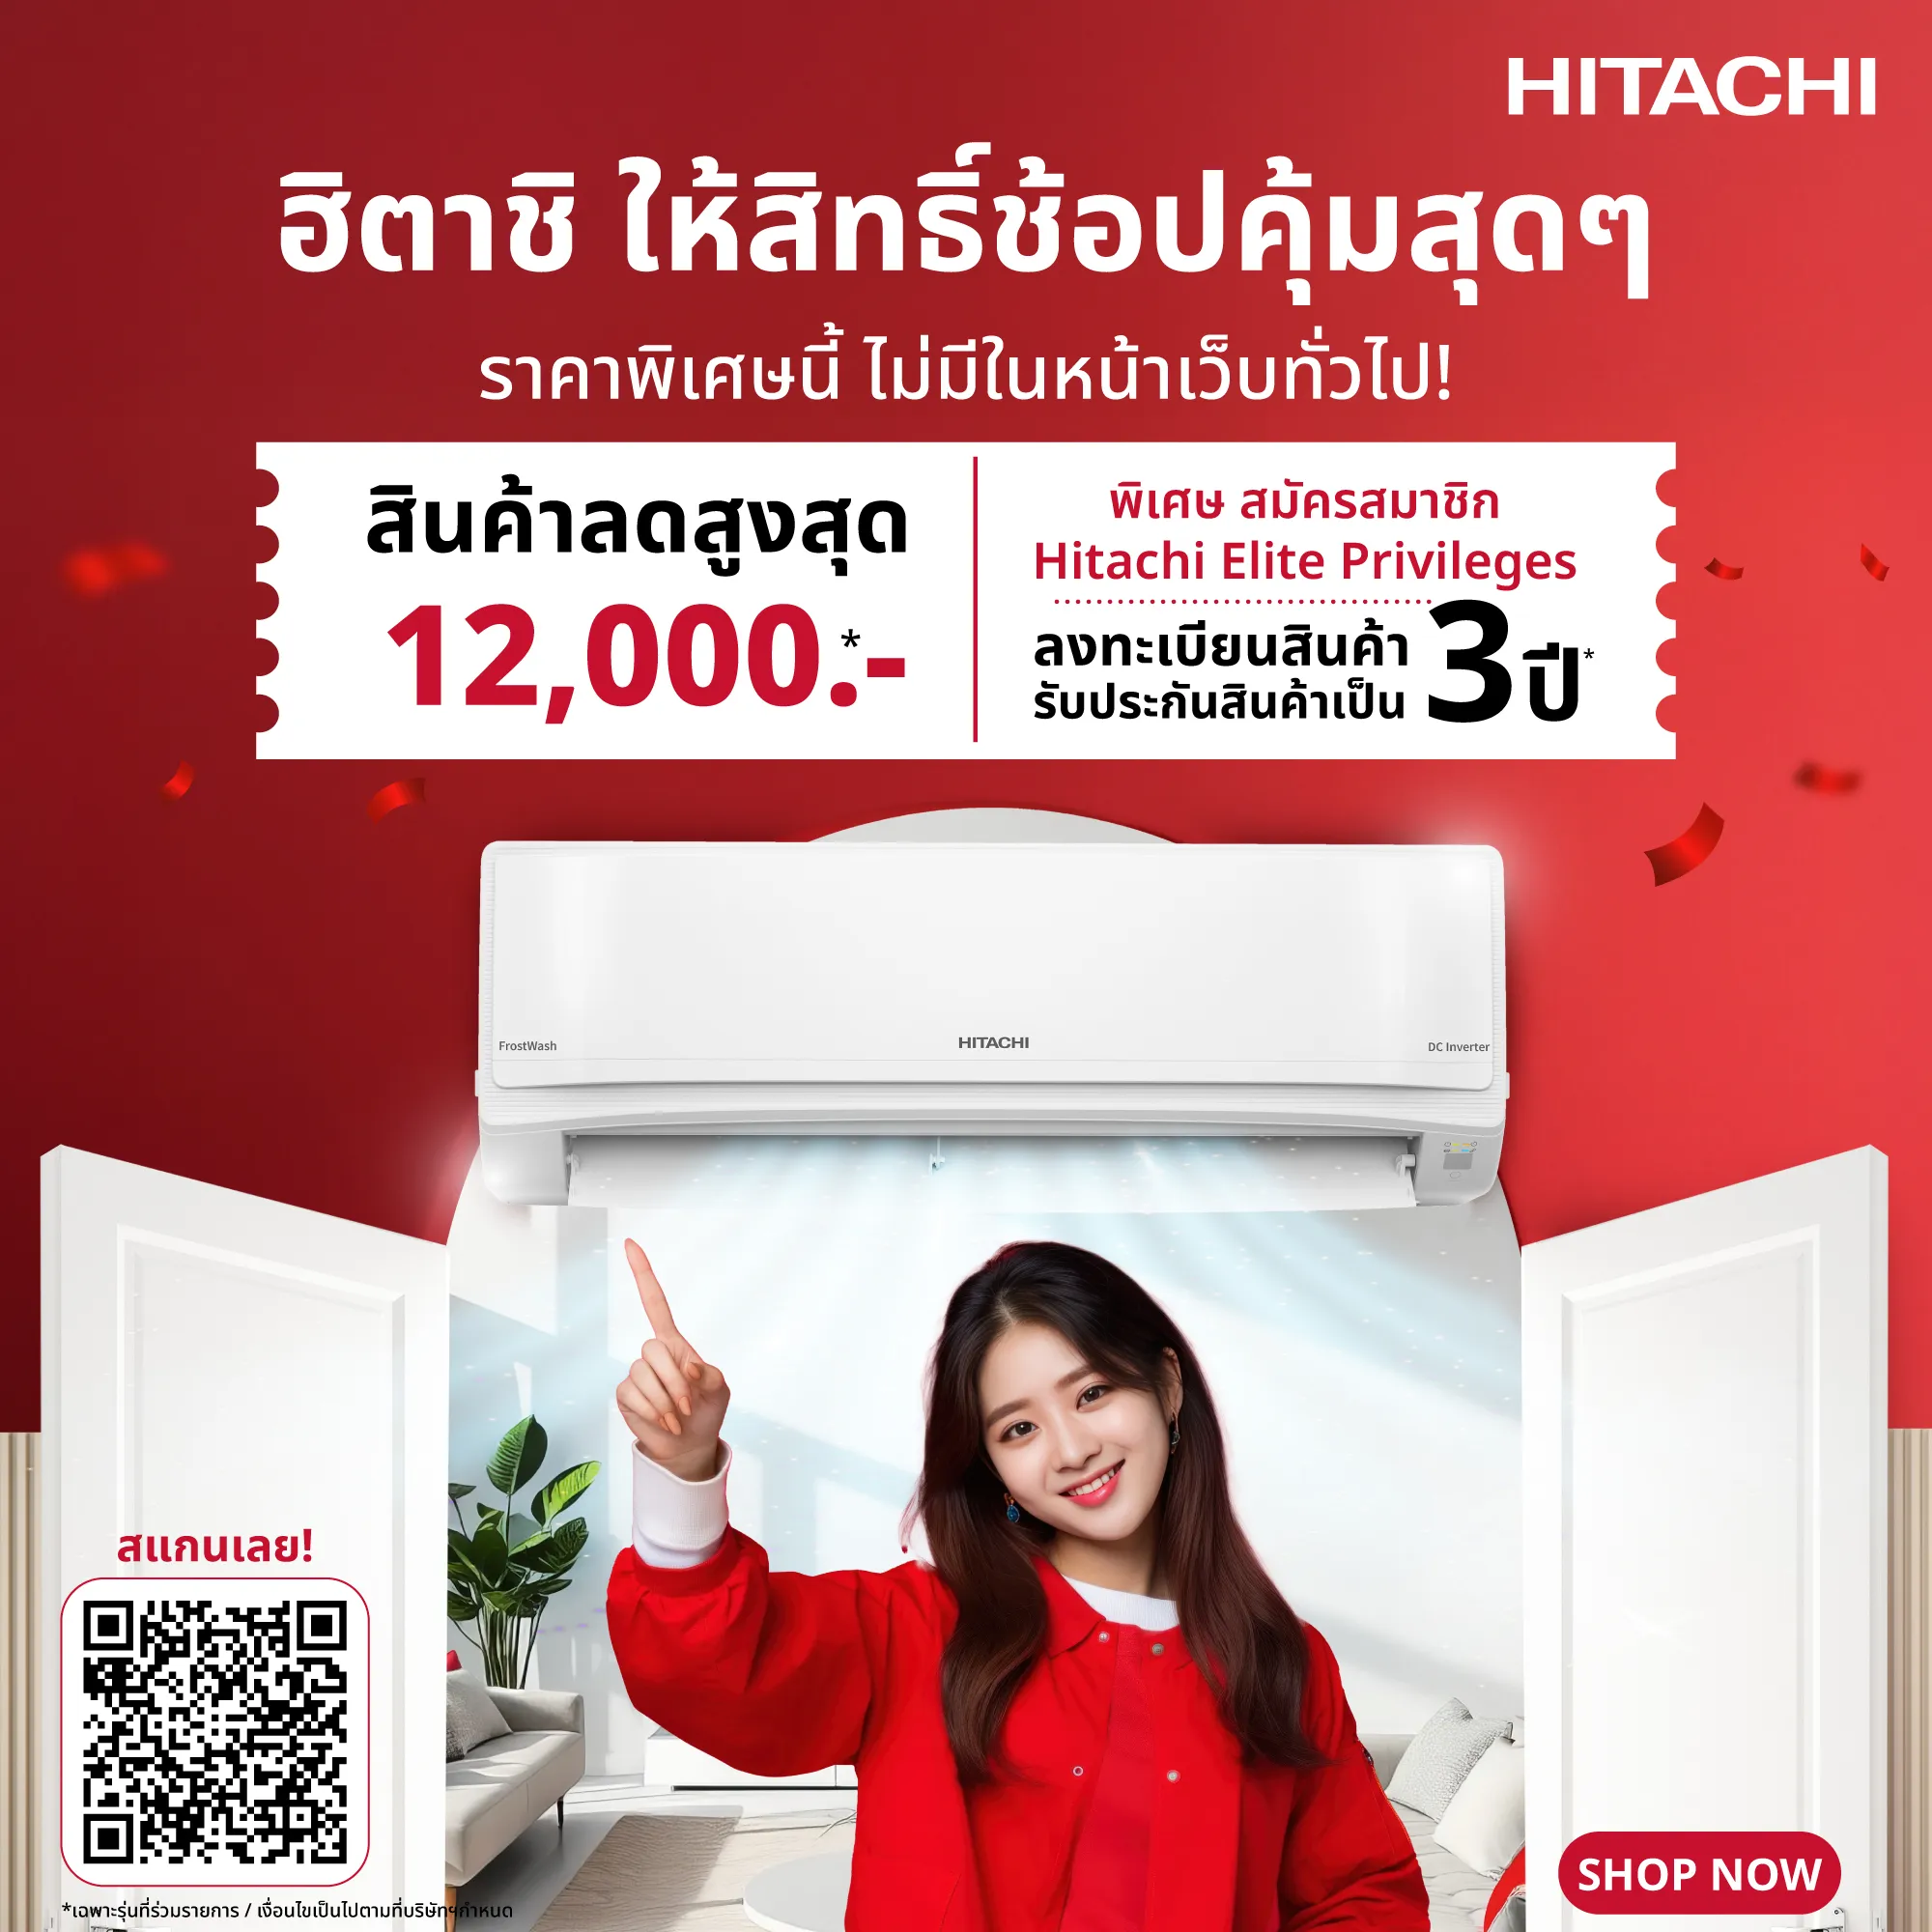 HITACHI
ฮิตาชิ ให้สิทธิ์ช้อปคุ้มสุดๆ
ราคาพิเศษนี้ ไม่มีในหน้าเว็บทั่วไป!
สินค้าลดสูงสุด
12,000.-*
พิเศษ สมัครสมาชิก
Hitachi Elite Privileges
ลงทะเบียนสินค้า
รับประกันสินค้าเป็น 3 ปี*
FrostWash
HITACHI
DC Inverter
สแกนเลย!
*เฉพาะรุ่นที่ร่วมรายการ / เงื่อนไขเป็นไปตามที่บริษัทฯกำหนด
SHOP NOW